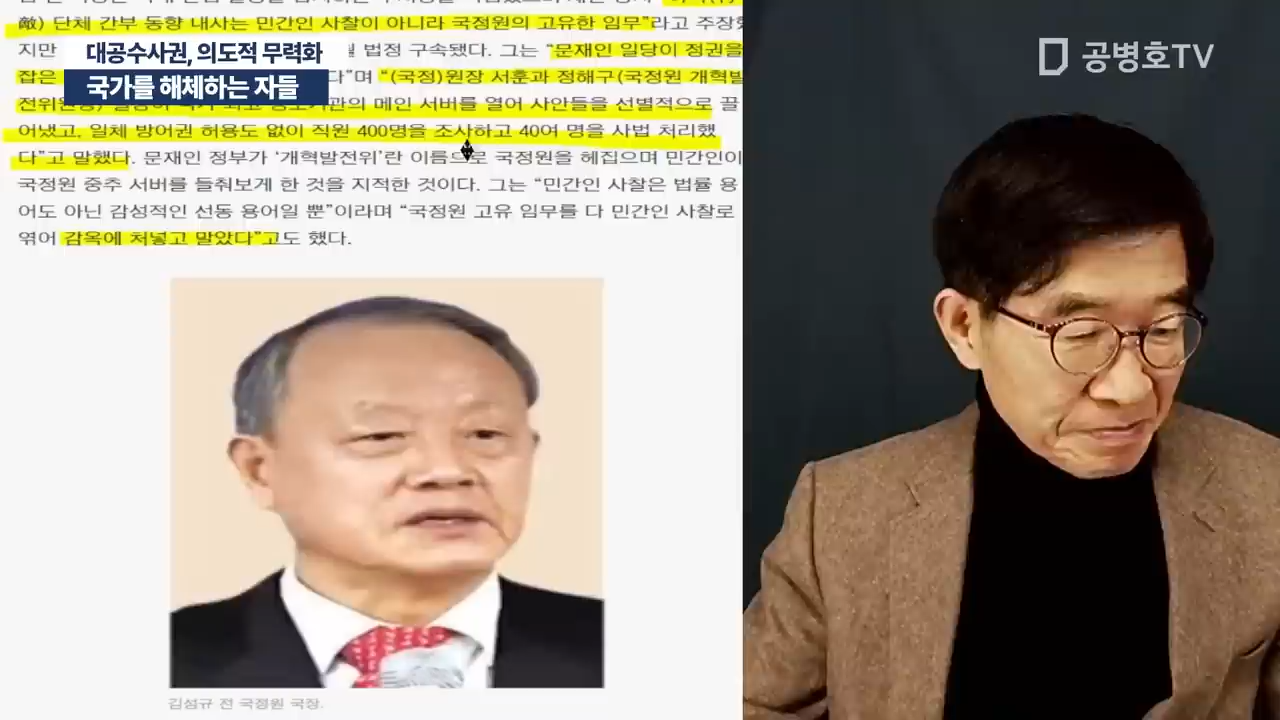 敵) 단체 간부 동향 내사는 민간인 사찰이 아니라 국정원의 고유한 임무”라고 주장했
지만
법정 구속됐다. 그는 “문재인 일당이 정권을
잡은
다”며 “(국정)원장 서훈과 정해구(국정원 개혁발
전위원장)
기관의 메인 서버를 열어 사안들을 선별적으로 끌
어냈고, 일체 방어권 허용도 없이 직원 400명을 조사하고 40여 명을 사법 처리했
다”고 말했다. 문재인 정부가 ‘개혁발전위’란 이름으로 국정원을 헤집으며 민간인이
국정원 중추 서버를 들춰보게 한 것을 지적한 것이다. 그는 “민간인 사찰은 법률 용
어도 아닌 감성적인 선동 용어일 뿐”이라며 “국정원 고유 임무를 다 민간인 사찰로
엮어 감옥에 처넣고 말았다”고도 했다.
김성규 전 국정원 국장.
대공수사권, 의도적 무력화
국가를 해체하는 자들
공병호TV